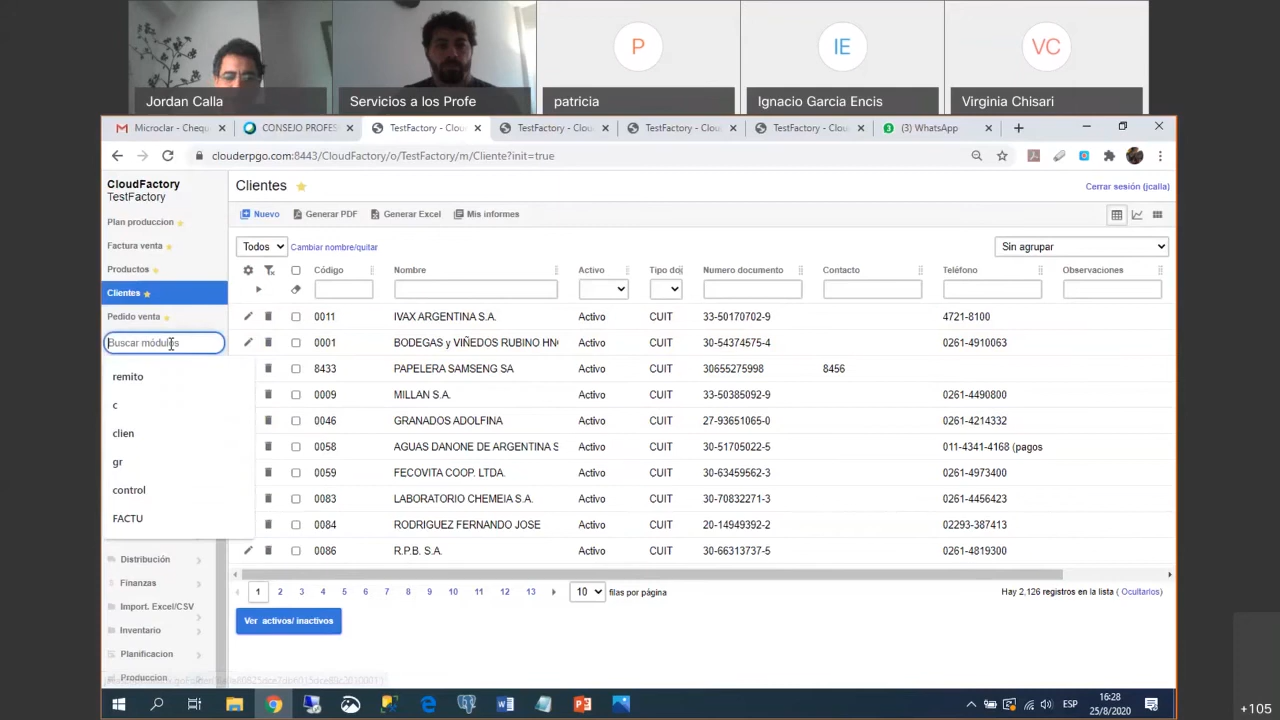 P IE VC
Jordan Calla Servicios a los Profe patricia Ignacio Garcia Encis Virginia Chisari
Microclar - Chequ CONSEJO PROFES TestFactory - Clou TestFactory - Clou TestFactory - Clou TestFactory - Clou (3) WhatsApp
clouderpgo.com:8443/CloudFactory/o/TestFactory/m/Cliente?init=true
CloudFactory
TestFactory
Plan produccion
Factura venta
Productos
Clientes
Pedido venta
Buscar módulos
remito
c
clien
gr
control
FACTU
Distribución
Finanzas
Import. Excel/CSV
Inventario
Planificacion
Produccion
Clientes
Cerrar sesión (jcalla)
Nuevo Generar PDF Generar Excel Mis informes
Todos Cambiar nombre/quitar Sin agrupar
Código Nombre Activo Tipo do Numero documento Contacto Teléfono Observaciones
0011 IVAX ARGENTINA S.A. Activo CUIT 33-50170702-9 4721-8100
0001 BODEGAS y VIÑEDOS RUBINO HN Activo CUIT 30-54374575-4 0261-4910063
8433 PAPELERA SAMSENG SA Activo CUIT 30655275998 8456
0009 MILLAN S.A. Activo CUIT 33-50385092-9 0261-4490800
0046 GRANADOS ADOLFINA Activo CUIT 27-93651065-0 0261-4214332
0058 AGUAS DANONE DE ARGENTINA S Activo CUIT 30-51705022-5 011-4341-4168 (pagos
0059 FECOVITA COOP. LTDA. Activo CUIT 30-63459562-3 0261-4973400
0083 LABORATORIO CHEMEIA S.A. Activo CUIT 30-70832271-3 0261-4456423
0084 RODRIGUEZ FERNANDO JOSE Activo CUIT 20-14949392-2 02293-387413
0086 R.P.B. S.A. Activo CUIT 30-66313737-5 0261-4819300
1 2 3 4 5 6 7 8 9 10 11 12 13 10 filas por página Hay 2.126 registros en la lista ( Ocultarlos)
Ver activos/ inactivos
ESP 16:28
25/8/2020
+105